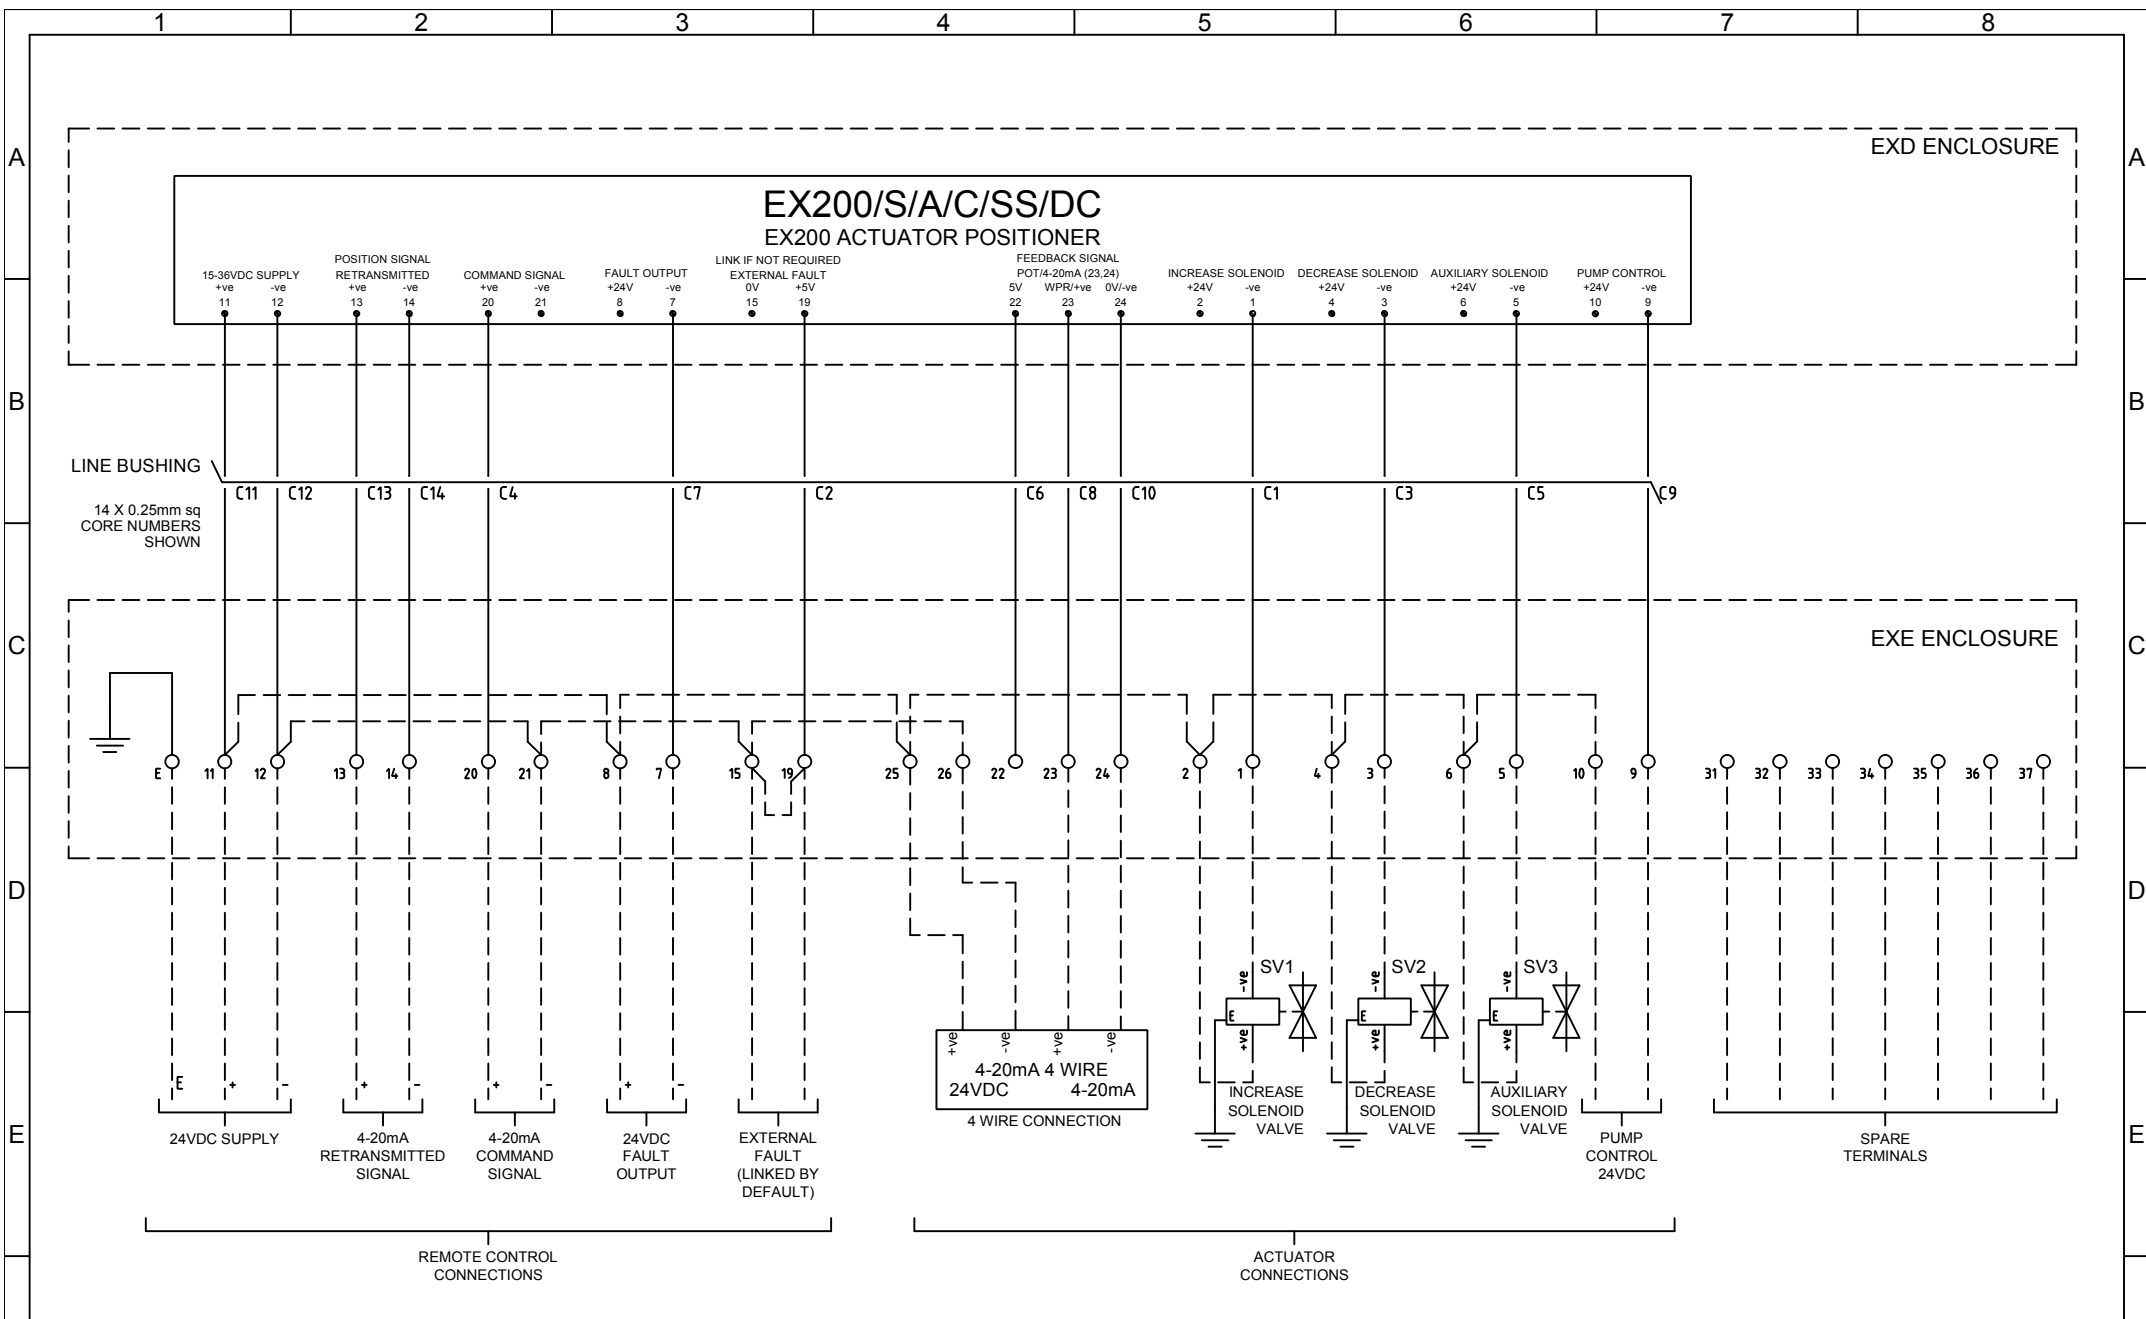 1 2 3 4 5 6 7 8
A A
EXD ENCLOSURE
EX200/S/A/C/SS/DC
EX200 ACTUATOR POSITIONER
15-36VDC SUPPLY
+ve -ve
11 12
POSITION SIGNAL
RETRANSMITTED
+ve -ve
13 14
COMMAND SIGNAL
+ve -ve
20 21
FAULT OUTPUT
+24V -ve
8 7
LINK IF NOT REQUIRED
EXTERNAL FAULT
0V +5V
15 19
FEEDBACK SIGNAL
POT/4-20mA (23,24)
5V WPR/+ve 0V/-ve
22 23 24
INCREASE SOLENOID
+24V -ve
2 1
DECREASE SOLENOID
+24V -ve
4 3
AUXILIARY SOLENOID
+24V -ve
6 5
PUMP CONTROL
+24V -ve
10 9
B B
LINE BUSHING
C11 C12 C13 C14 C4 C7 C2 C6 C8 C10 C1 C3 C5 C9
14 X 0.25mm sq
CORE NUMBERS
SHOWN
C C
EXE ENCLOSURE
E 11 12 13 14 20 21 8 7 15 19 25 26 22 23 24 2 1 4 3 6 5 10 9 31 32 33 34 35 36 37
D D
SV1 SV2 SV3
-ve -ve -ve
E E E
+ve +ve +ve
+ve -ve +ve -ve
4-20mA 4 WIRE
24VDC 4-20mA
4 WIRE CONNECTION
E + - + - + - + -
E E
24VDC SUPPLY
4-20mA
RETRANSMITTED
SIGNAL
4-20mA
COMMAND
SIGNAL
24VDC
FAULT
OUTPUT
EXTERNAL
FAULT
(LINKED BY
DEFAULT)
INCREASE
SOLENOID
VALVE
DECREASE
SOLENOID
VALVE
AUXILIARY
SOLENOID
VALVE
PUMP
CONTROL
24VDC
SPARE
TERMINALS
REMOTE CONTROL
CONNECTIONS
ACTUATOR
CONNECTIONS